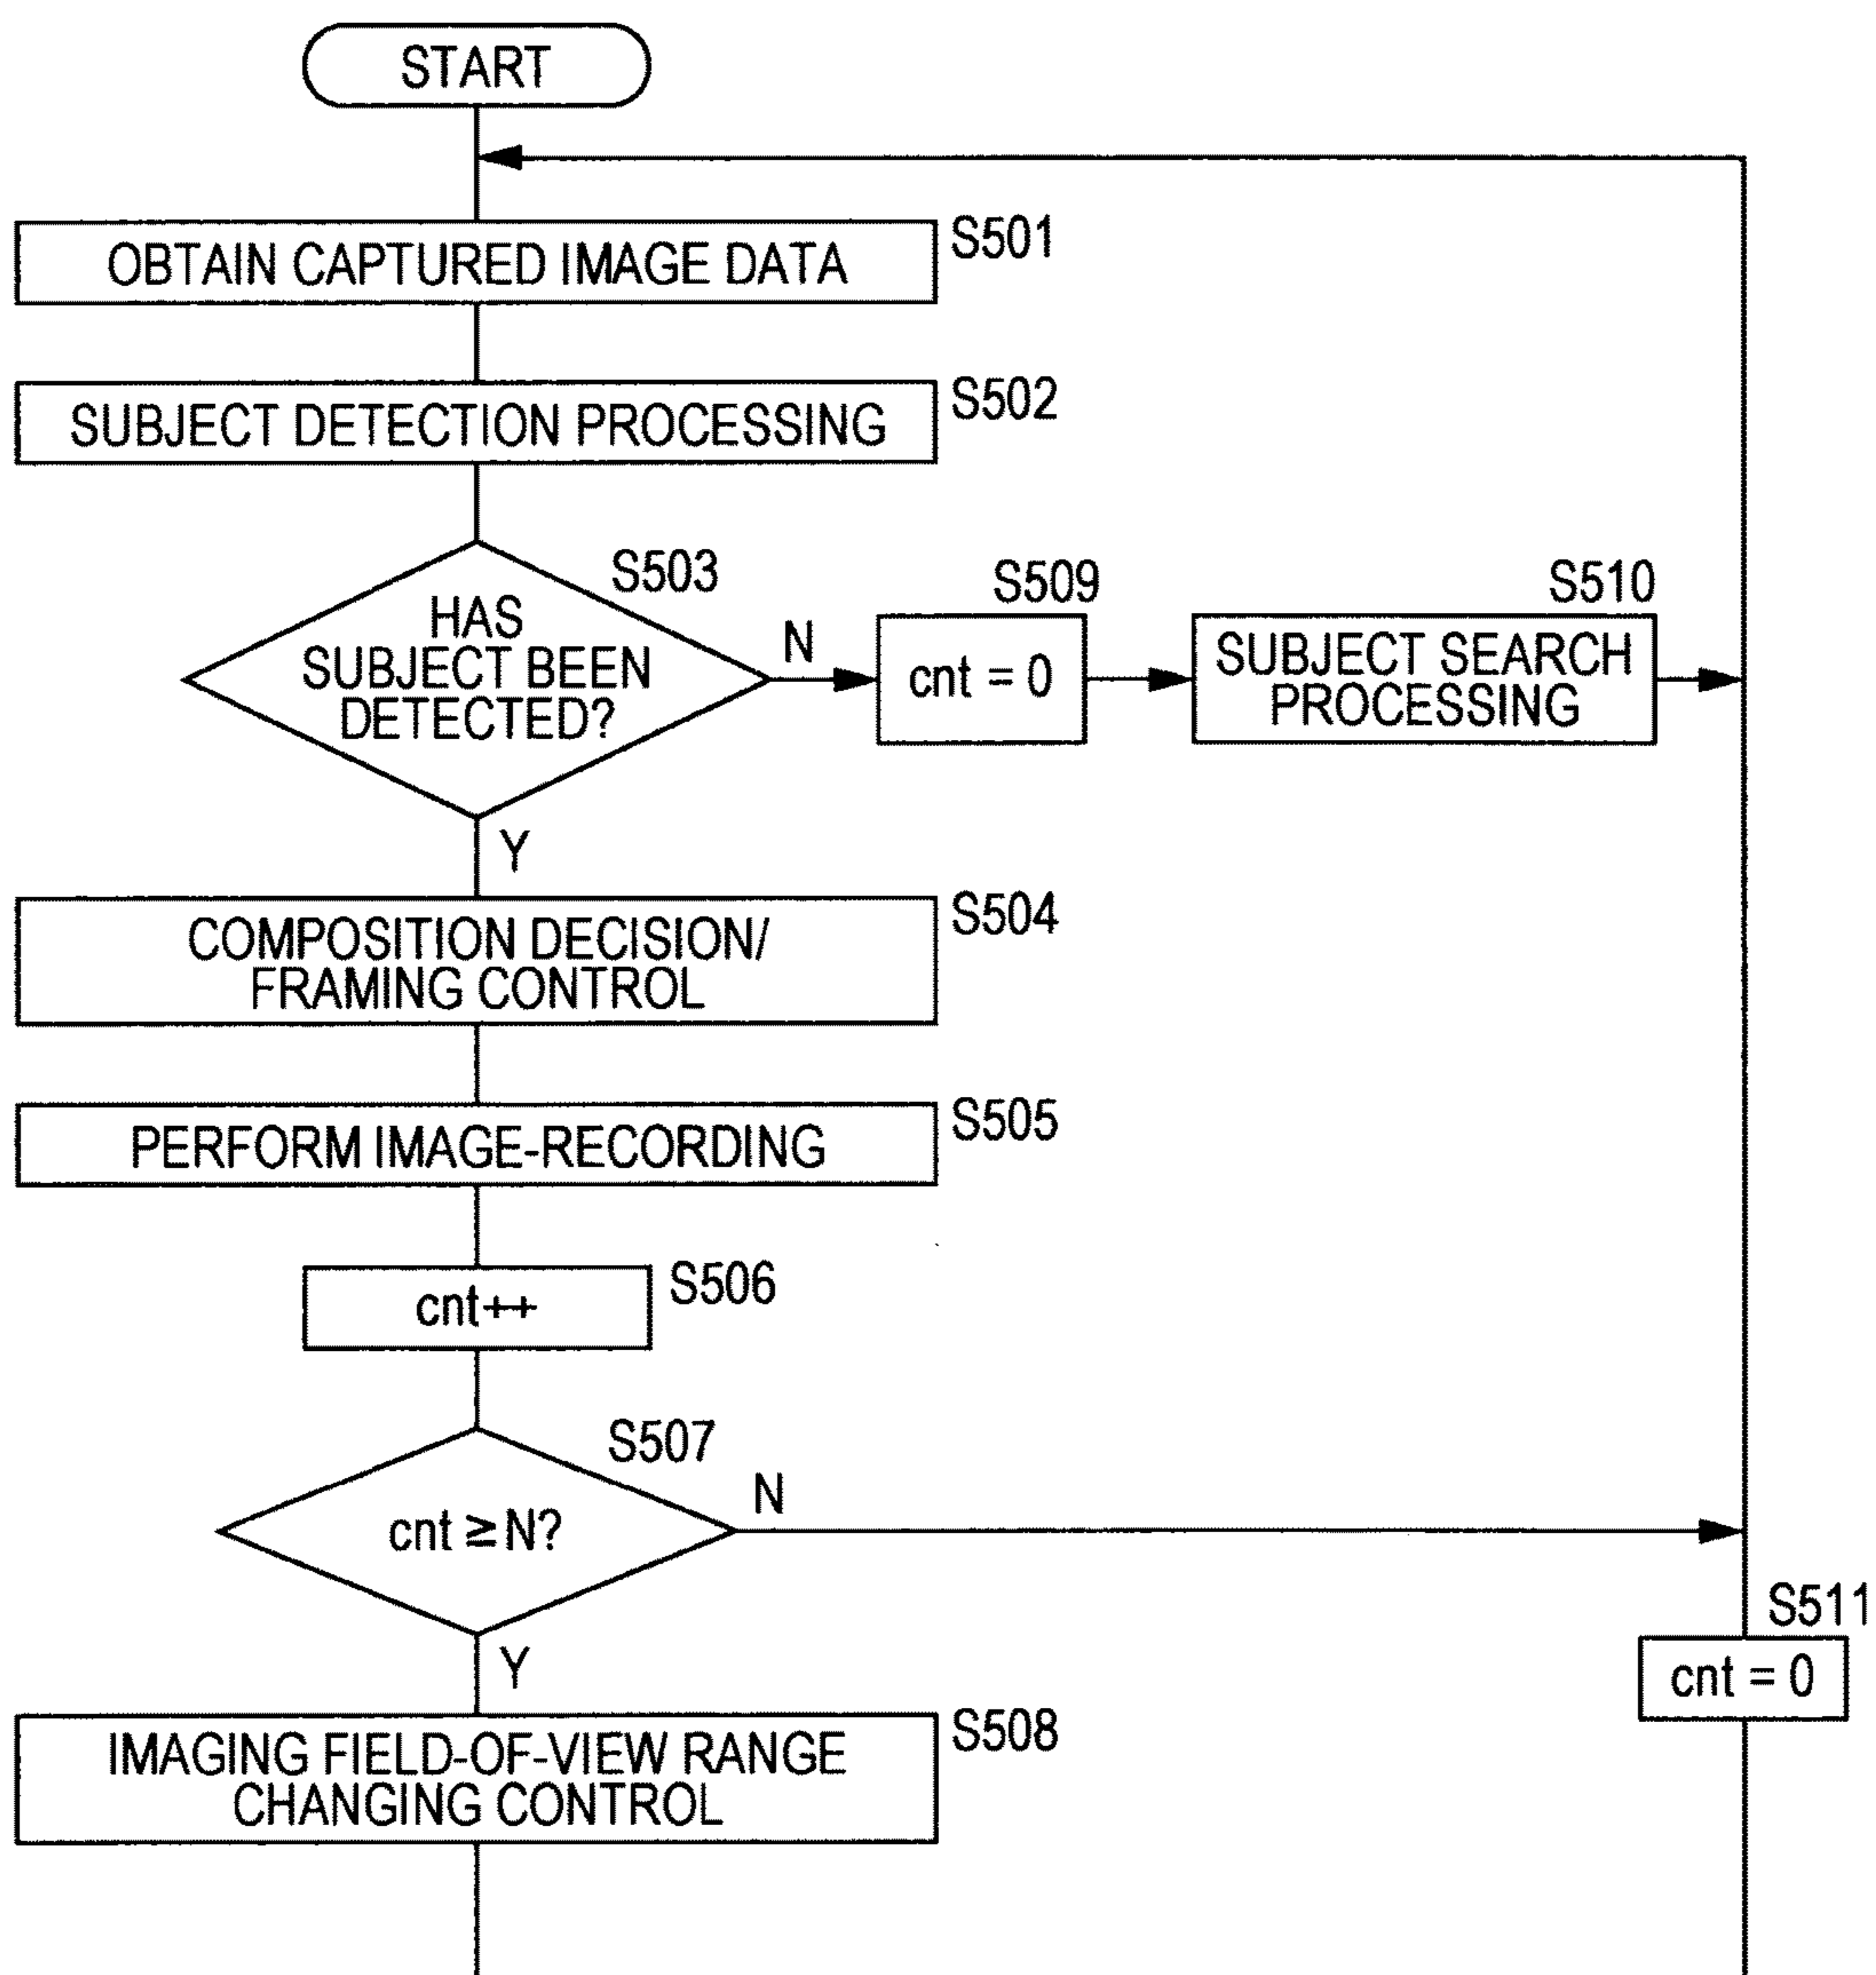 START
OBTAIN CAPTURED IMAGE DATA
S501
SUBJECT DETECTION PROCESSING
S502
HAS
SUBJECT BEEN
DETECTED?
S503
N
S509
cnt = 0
S510
SUBJECT SEARCH
PROCESSING
Y
COMPOSITION DECISION/
FRAMING CONTROL
S504
PERFORM IMAGE-RECORDING
S505
cnt++
S506
S507
cnt ≥ N?
N
S511
cnt = 0
Y
IMAGING FIELD-OF-VIEW RANGE
CHANGING CONTROL
S508